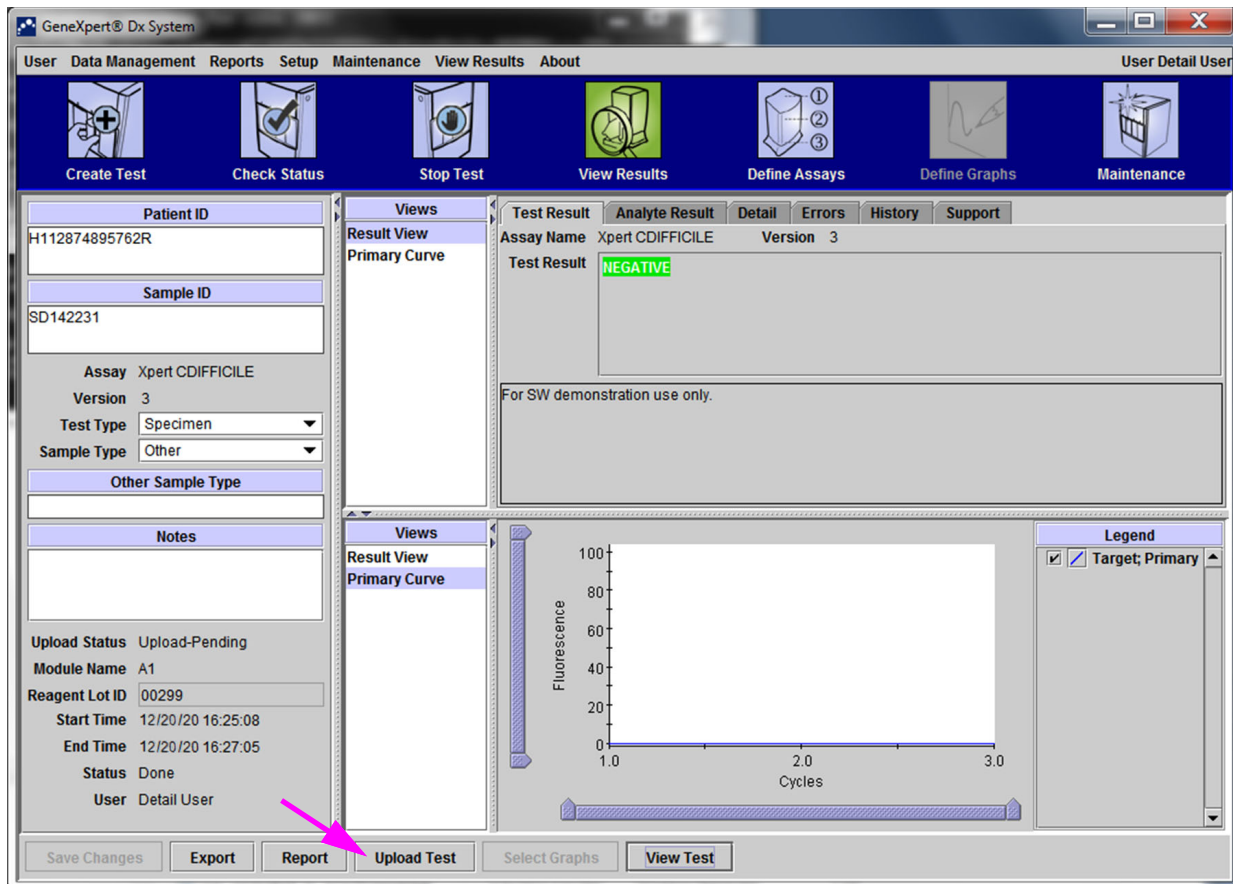 GeneXpert® Dx System
User Data Management Reports Setup Maintenance View Results About User Detail User
① ② ③
Create Test Check Status Stop Test View Results Define Assays Define Graphs Maintenance
Patient ID
H112874895762R
Sample ID
SD142231
Assay Xpert CDIFFICILE
Version 3
Test Type Specimen
Sample Type Other
Other Sample Type
Notes
Upload Status Upload-Pending
Module Name A1
Reagent Lot ID 00299
Start Time 12/20/20 16:25:08
End Time 12/20/20 16:27:05
Status Done
User Detail User
Views
Result View
Primary Curve
Test Result Analyte Result Detail Errors History Support
Assay Name Xpert CDIFFICILE Version 3
Test Result NEGATIVE
For SW demonstration use only.
Views
Result View
Primary Curve
Fluorescence
100
80
60
40
20
0
1.0 2.0 3.0
Cycles
Legend
Target; Primary
Save Changes Export Report Upload Test Select Graphs View Test